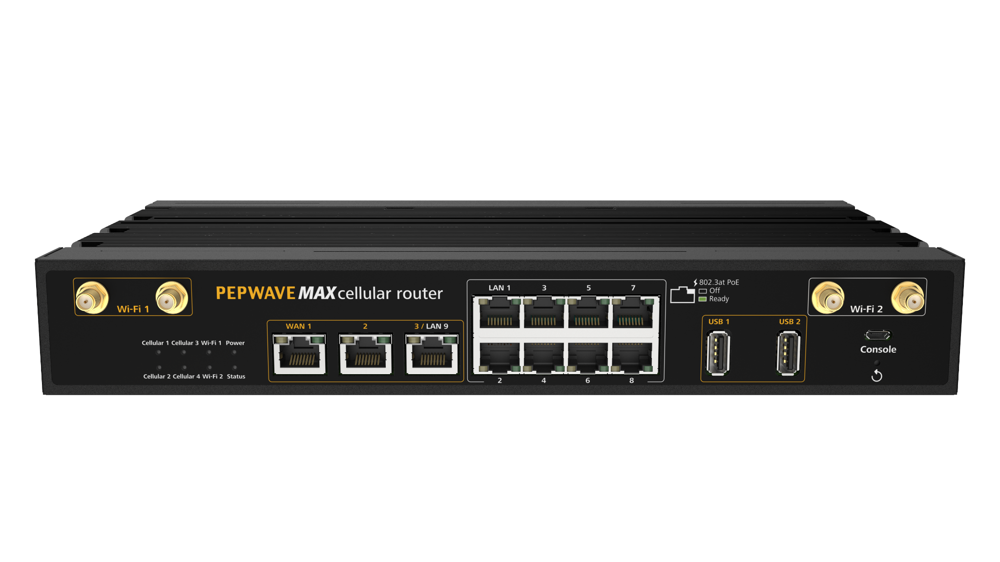 PEPWAVE MAX cellular router
Wi-Fi 1
Cellular 1 Cellular 3 Wi-Fi 1 Power
Cellular 2 Cellular 4 Wi-Fi 2 Status
WAN 1 2 3 / LAN 9
LAN 1 3 5 7
2 4 6 8
802.3at PoE
Off
Ready
USB 1 USB 2
Wi-Fi 2
Console